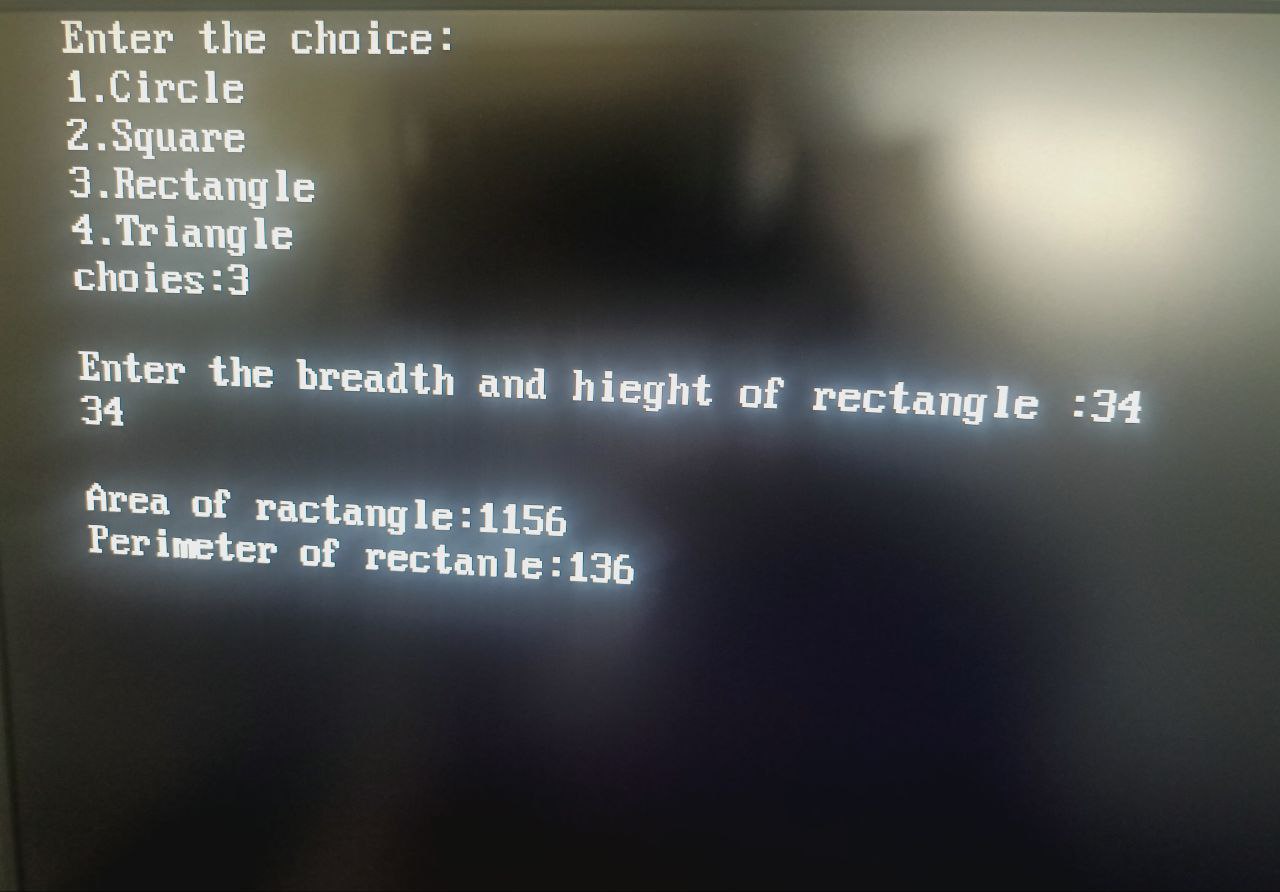 Enter the choice:
1.Circle
2.Square
3.Rectangle
4.Triangle
choies:3
Enter the breadth and hieght of rectangle :34
34
Area of ractangle:1156
Perimeter of rectanle:136